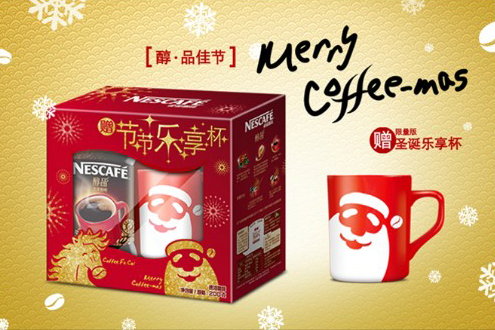 [醇·品佳节]
Merry
Coffee-mas
赠
限量版
圣诞乐享杯
NESCAFÉ
赠
节节乐享杯
NESCAFÉ
醇品
Coffee Fa Cai
Merry
Coffee-mas